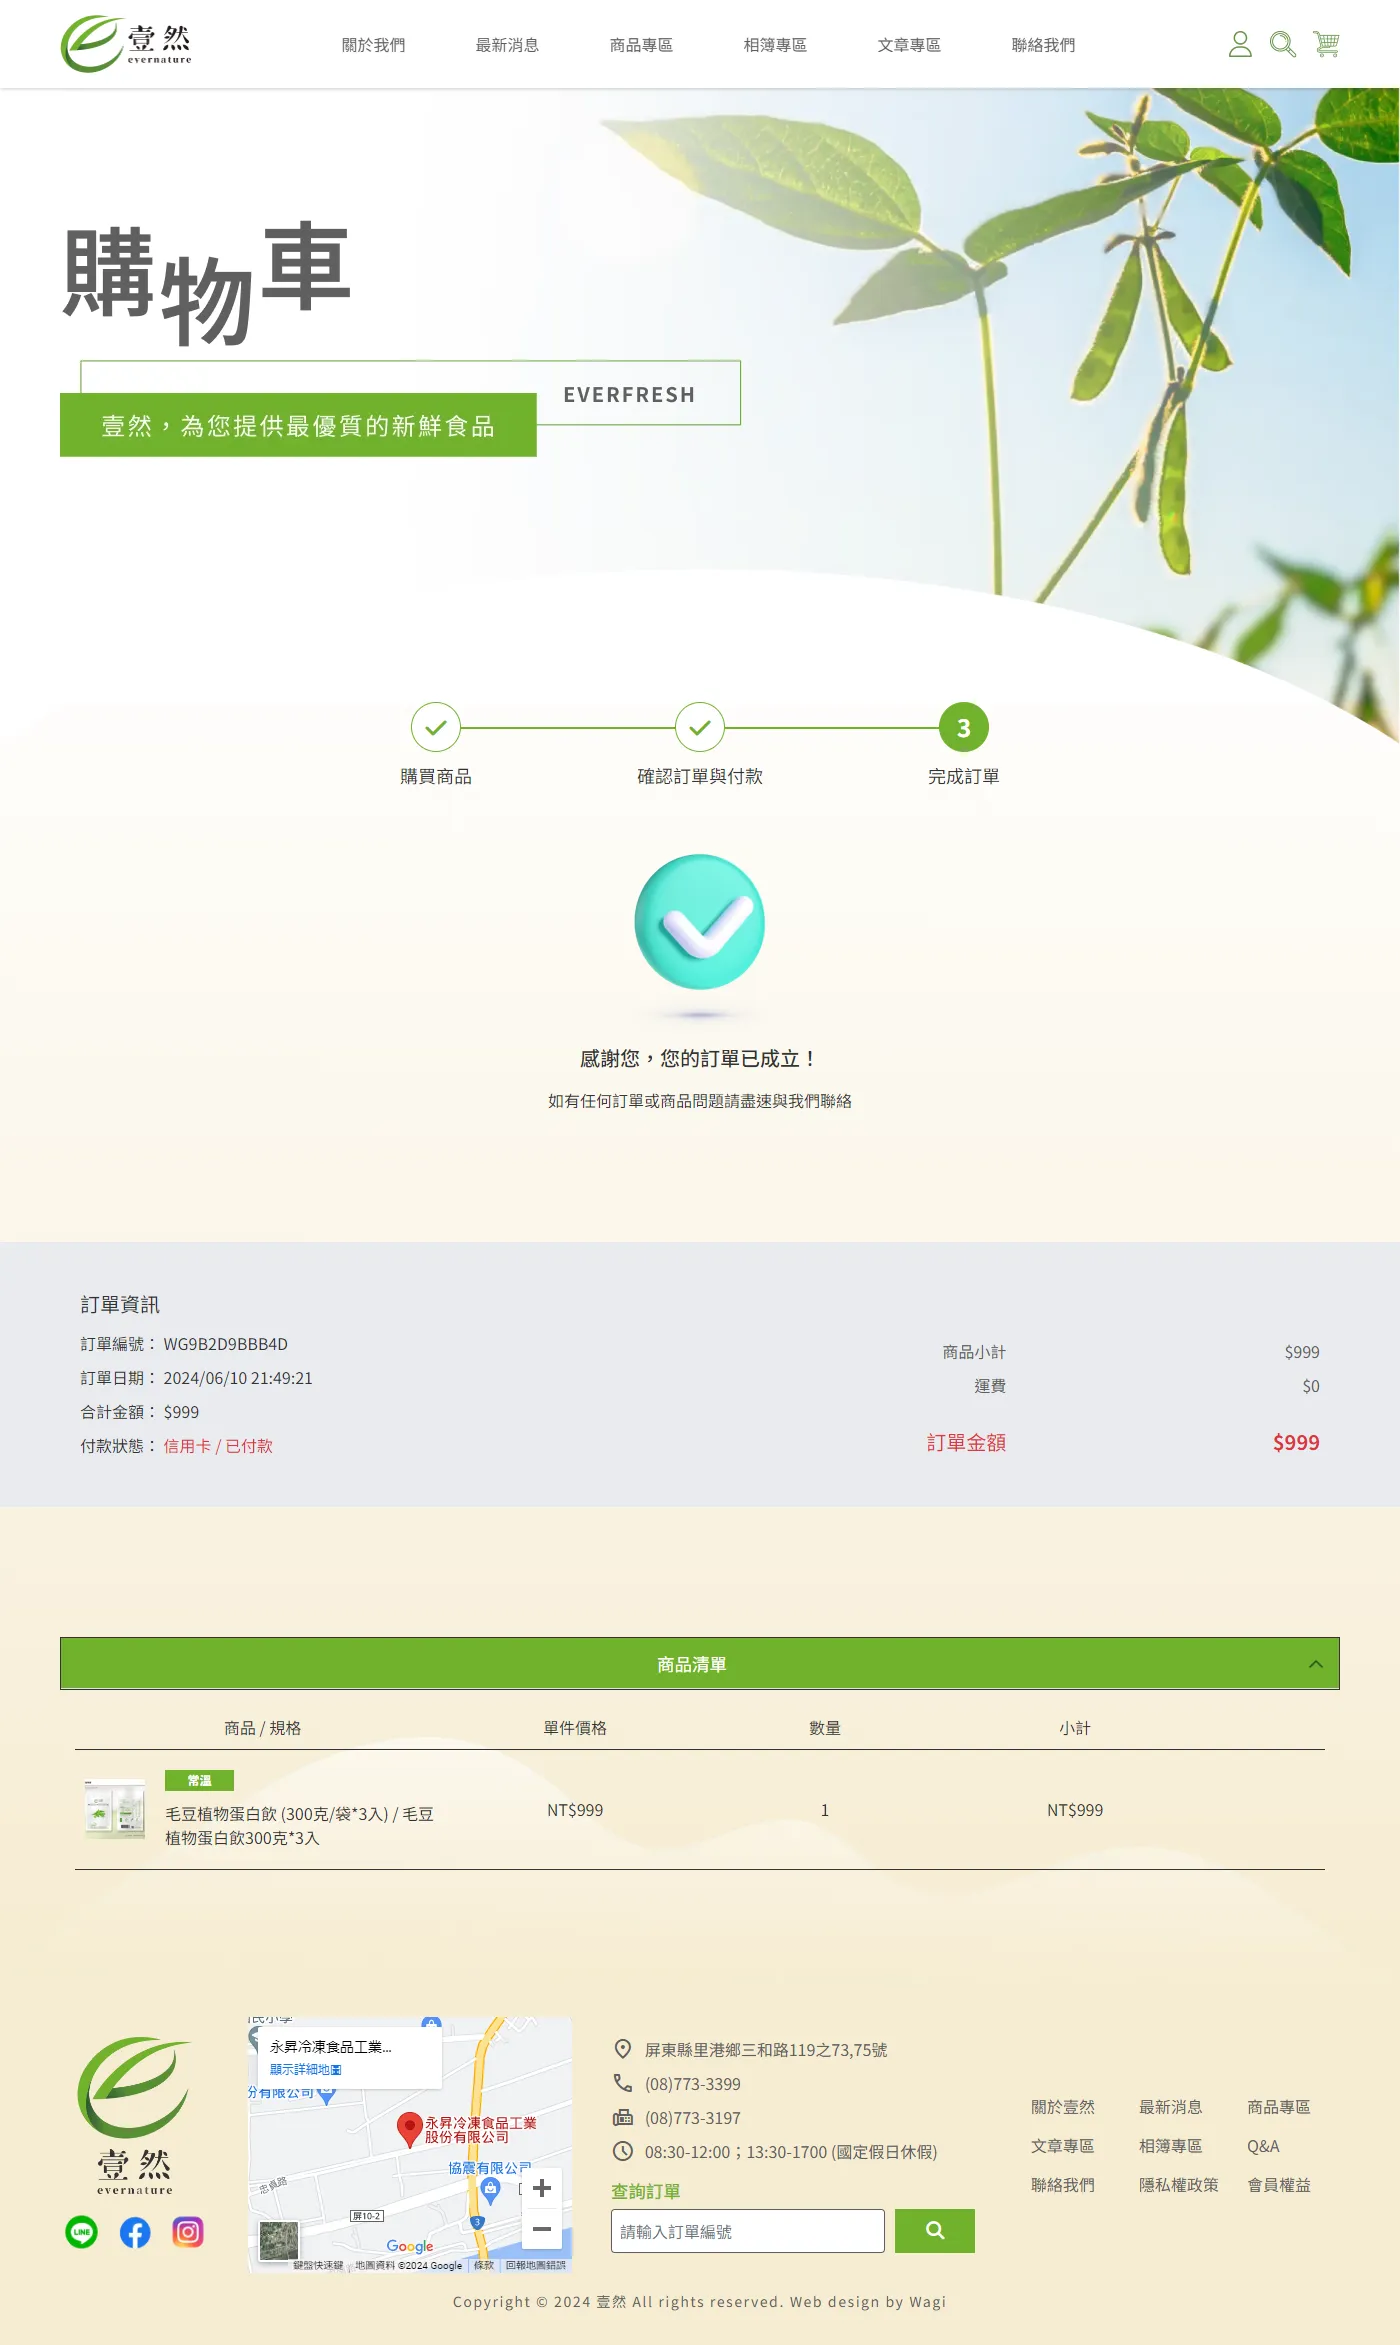 壹然
evernature
關於我們
最新消息
商品專區
相簿專區
文章專區
聯絡我們
購物車
EVERFRESH
壹然，為您提供最優質的新鮮食品
3
購買商品
確認訂單與付款
完成訂單
感謝您，您的訂單已成立！
如有任何訂單或商品問題請盡速與我們聯絡
訂單資訊
訂單編號： WG9B2D9BBB4D
訂單日期： 2024/06/10 21:49:21
合計金額： $999
付款狀態： 信用卡 / 已付款
商品小計 $999
運費 $0
訂單金額 $999
商品清單
商品 / 規格 單件價格 數量 小計
常溫
毛豆植物蛋白飲 (300克/袋*3入) / 毛豆
植物蛋白飲300克*3入
NT$999 1 NT$999
壹然
evernature
LINE
永昇冷凍食品工業...
顯示詳細地圖
份有限公司
永昇冷凍食品工業
股份有限公司
協震有限公司
屏10-2
3
Google
鍵盤快速鍵 地圖資料 ©2024 Google 條款 回報地圖錯誤
屏東縣里港鄉三和路119之73,75號
(08)773-3399
(08)773-3197
08:30-12:00；13:30-1700 (國定假日休假)
查詢訂單
請輸入訂單編號
關於壹然 最新消息 商品專區
文章專區 相簿專區 Q&A
聯絡我們 隱私權政策 會員權益
Copyright © 2024 壹然 All rights reserved. Web design by Wagi